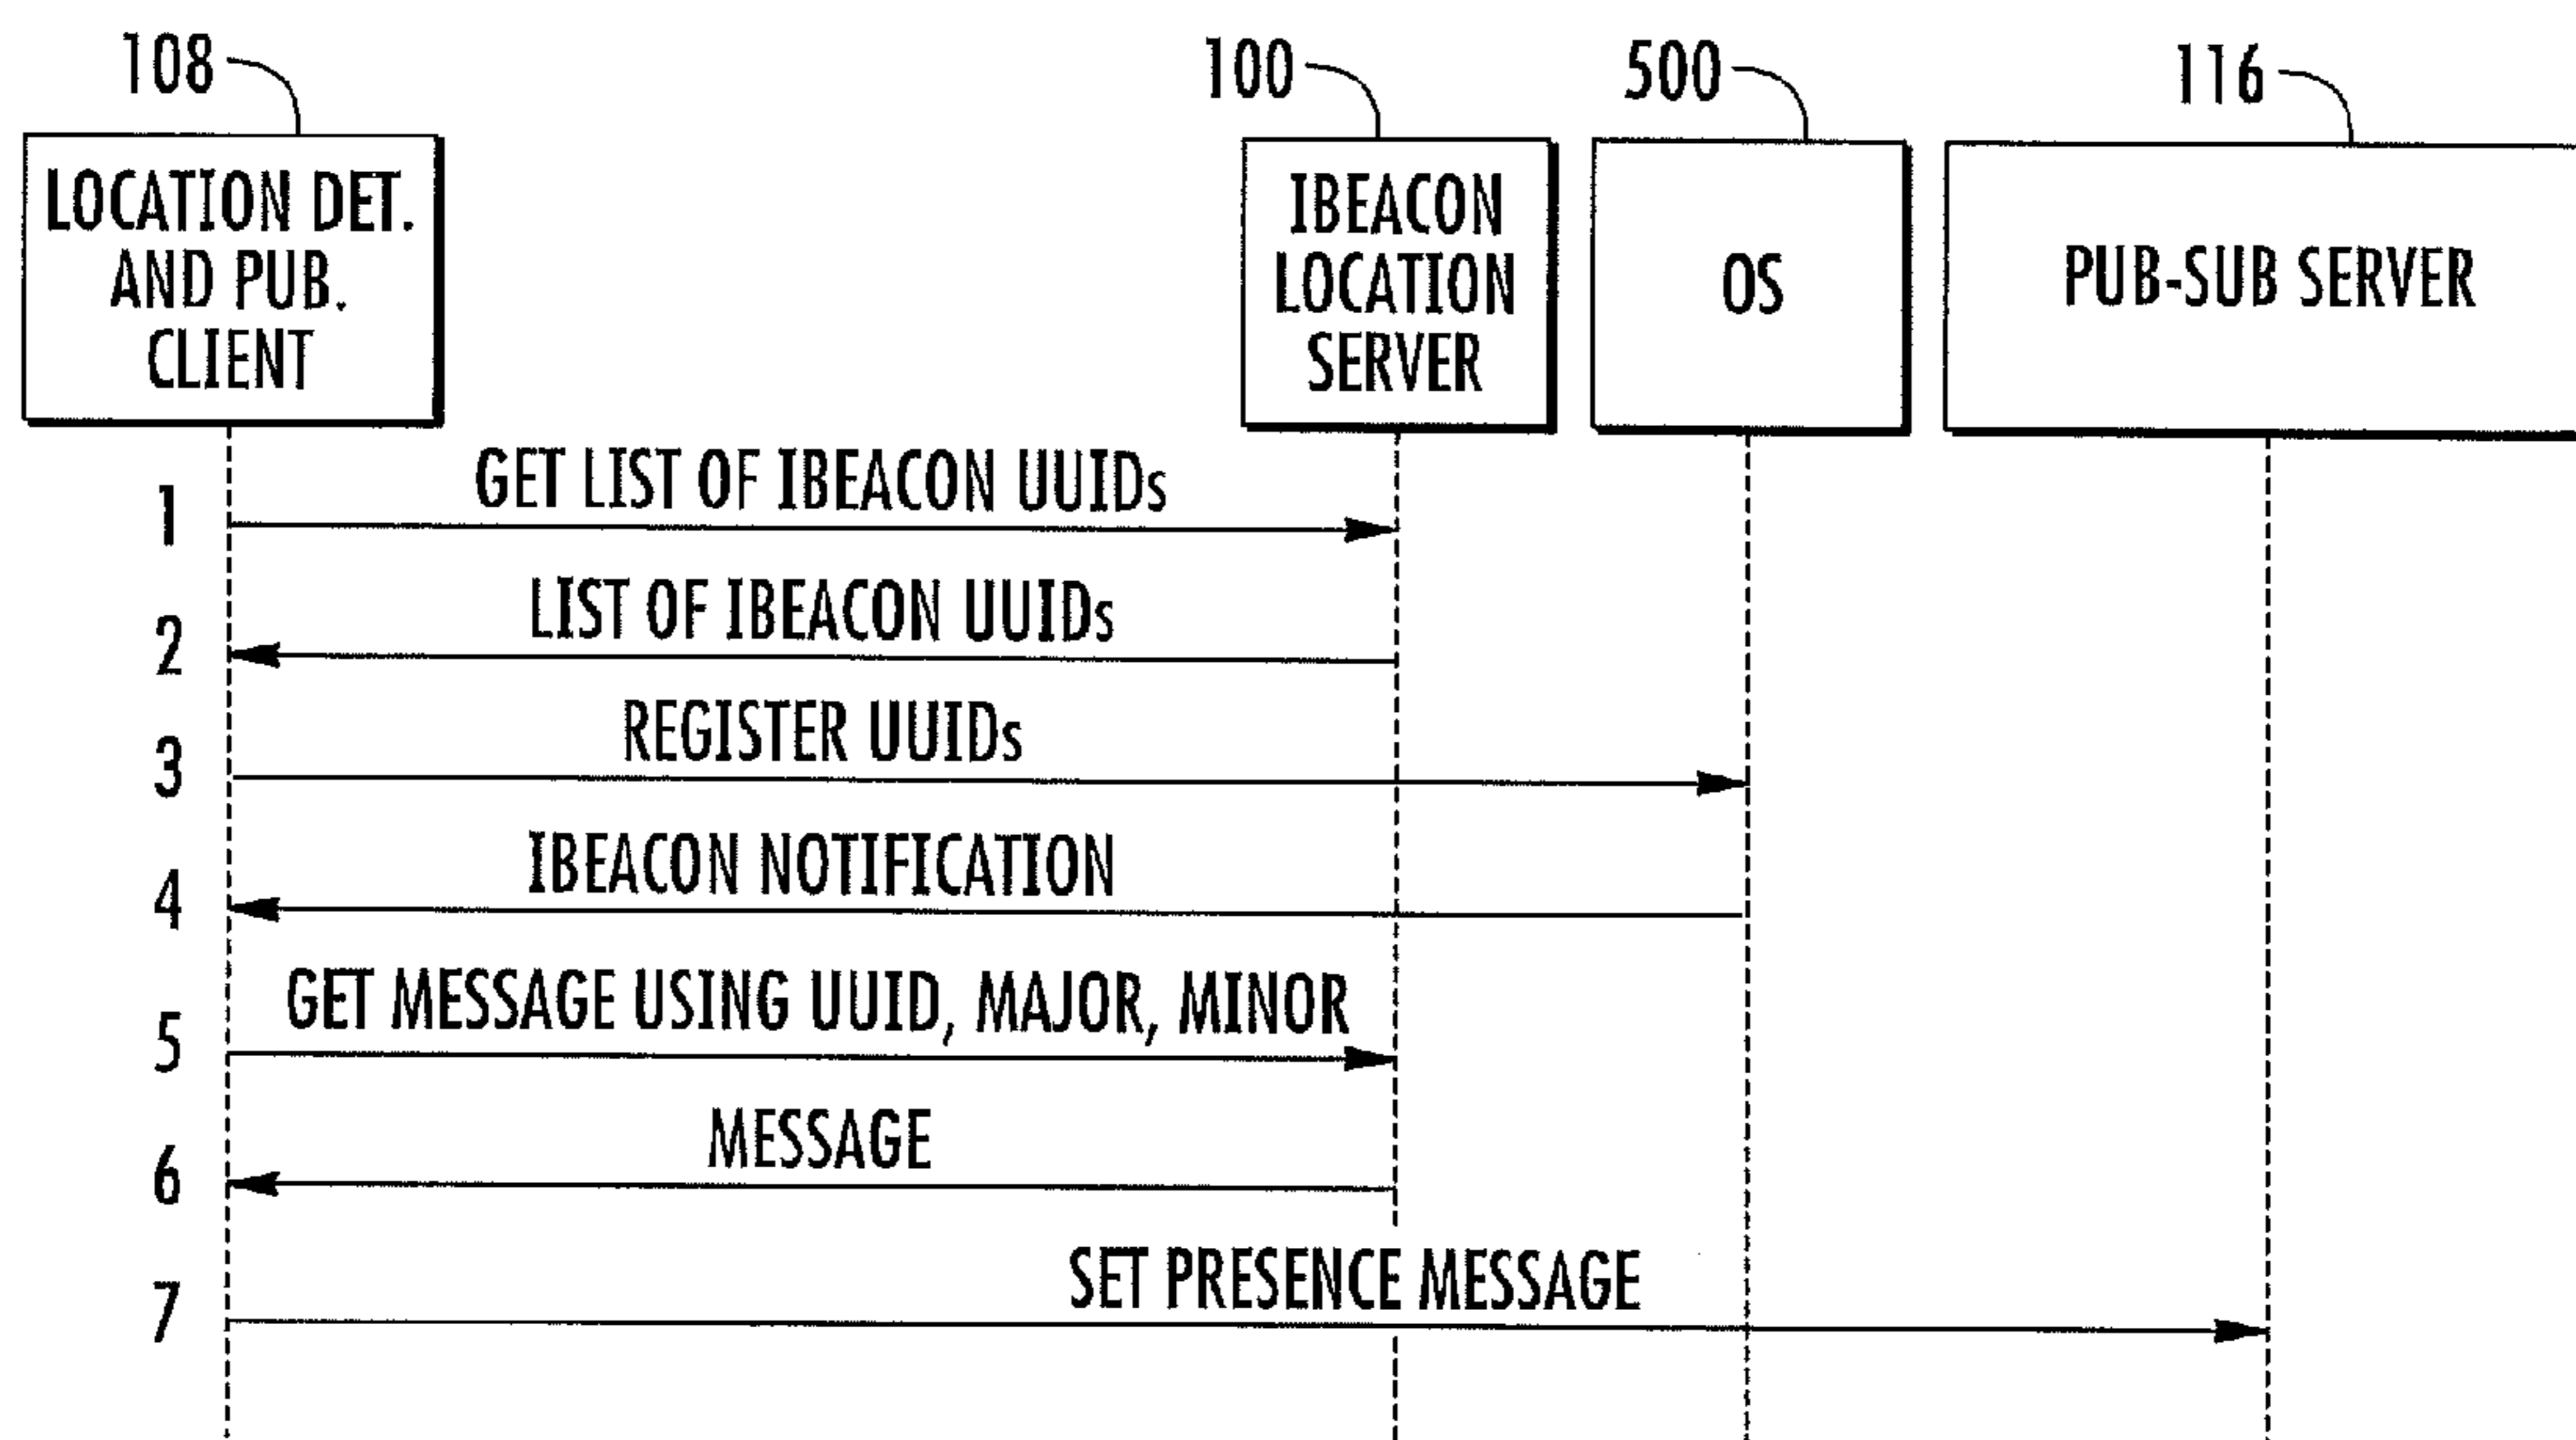 108
100
500
116
LOCATION DET.
AND PUB.
CLIENT
IBEACON
LOCATION
SERVER
OS
PUB-SUB SERVER
1
GET LIST OF IBEACON UUIDs
2
LIST OF IBEACON UUIDs
3
REGISTER UUIDs
4
IBEACON NOTIFICATION
5
GET MESSAGE USING UUID, MAJOR, MINOR
6
MESSAGE
7
SET PRESENCE MESSAGE